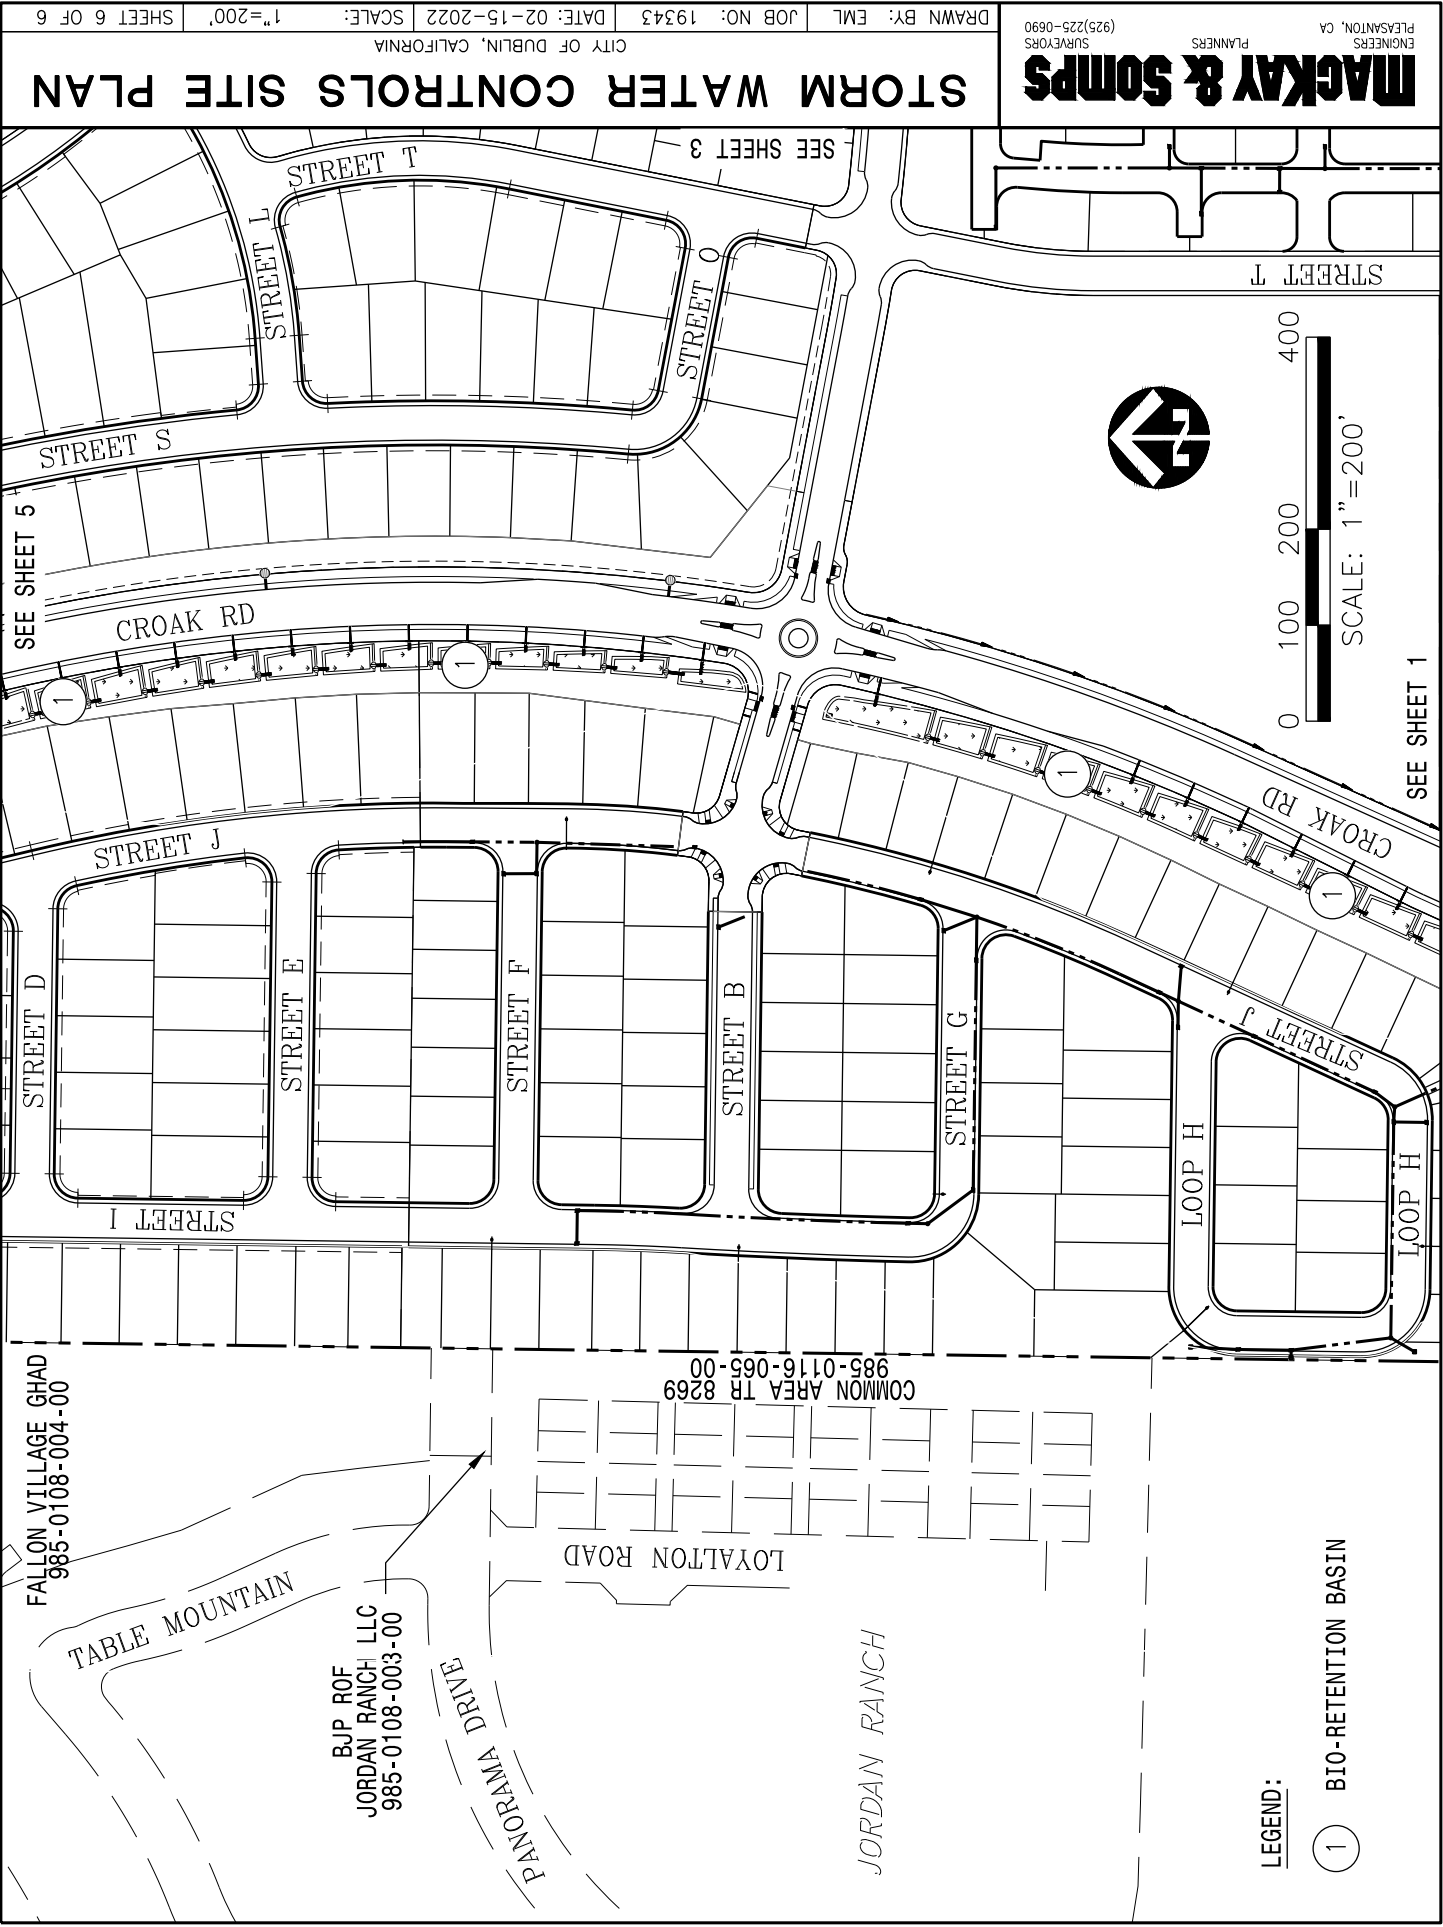 STORM WATER CONTROLS SITE PLAN
CITY OF DUBLIN, CALIFORNIA
DRAWN BY: EML
JOB NO: 19343
DATE: 02-15-2022
SCALE: 1"=200'
SHEET 6 OF 6
MACKAY & SOMPS
ENGINEERS
PLANNERS
SURVEYORS
PLEASANTON, CA
(925)225-0690
SEE SHEET 3
STREET T
STREET L
STREET O
STREET T
STREET S
SEE SHEET 5
CROAK RD
1
1
1
1
CROAK RD
SEE SHEET 1
N
0 100 200 400
SCALE: 1"=200'
STREET J
STREET D
STREET E
STREET F
STREET B
STREET G
STREET J
LOOP H
LOOP H
STREET I
COMMON AREA TR 8269
985-0116-065-00
FALLON VILLAGE GHAD
985-0108-004-00
TABLE MOUNTAIN
BJP ROF
JORDAN RANCH LLC
985-0108-003-00
PANORAMA DRIVE
LOYALTON ROAD
JORDAN RANCH
LEGEND:
1 BIO-RETENTION BASIN